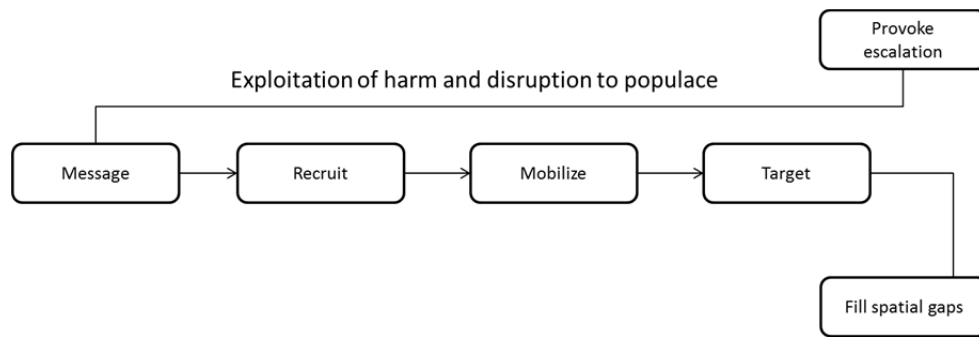 Provoke
escalation
Exploitation of harm and disruption to populace
Message
Recruit
Mobilize
Target
Fill spatial gaps